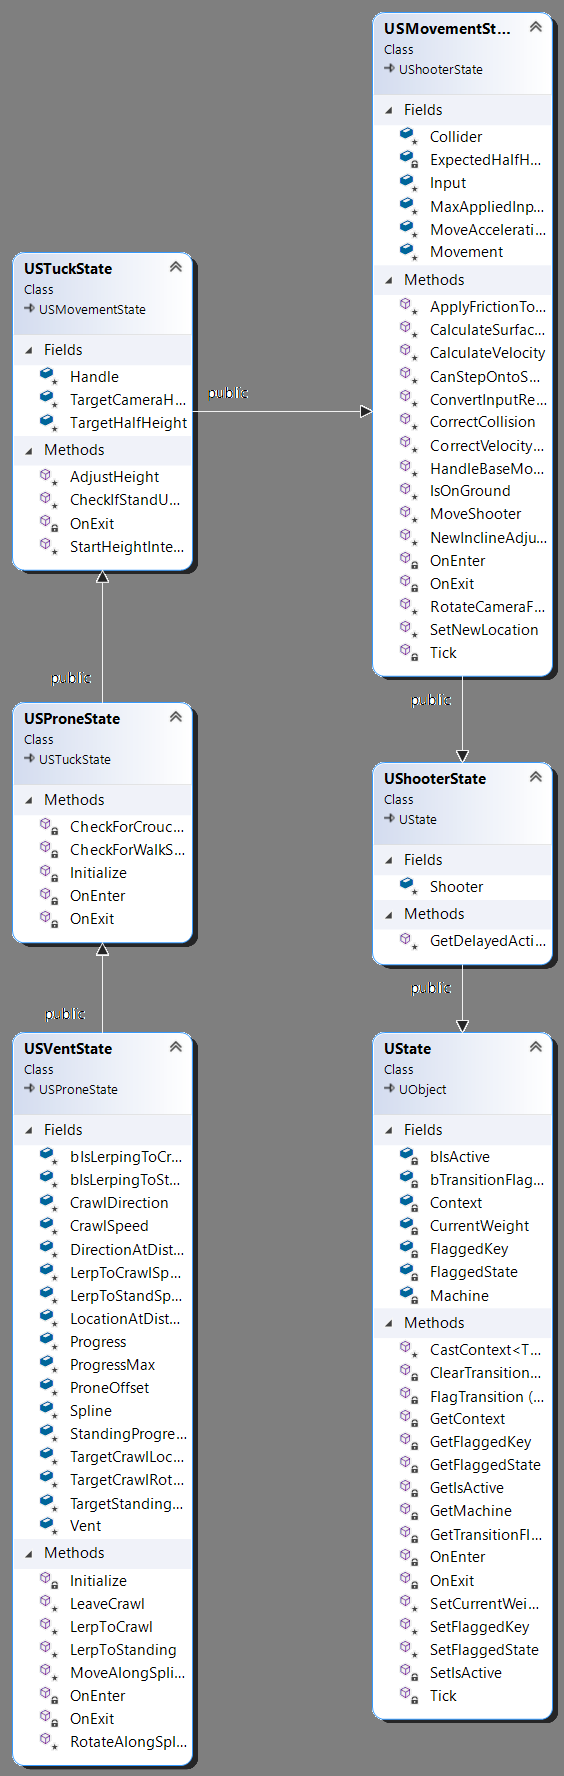 USMovementSt...
Class
UShooterState
Fields
Collider
ExpectedHalfH...
Input
MaxAppliedInp...
MoveAccelerati...
Movement
Methods
ApplyFrictionTo...
CalculateSurfac...
CalculateVelocity
CanStepOntoS...
ConvertInputRe...
CorrectCollision
CorrectVelocity...
HandleBaseMo...
IsOnGround
MoveShooter
NewInclineAdju...
OnEnter
OnExit
RotateCameraF...
SetNewLocation
Tick
USTuckState
Class
USMovementState
Fields
Handle
TargetCameraH...
TargetHalfHeight
Methods
AdjustHeight
CheckIfStandU...
OnExit
StartHeightInte...
public
public
public
USProneState
Class
USTuckState
Methods
CheckForCrouc...
CheckForWalkS...
Initialize
OnEnter
OnExit
UShooterState
Class
UState
Fields
Shooter
Methods
GetDelayedActi...
public
public
USVentState
Class
USProneState
Fields
bIsLerpingToCr...
bIsLerpingToSt...
CrawlDirection
CrawlSpeed
DirectionAtDist...
LerpToCrawlSp...
LerpToStandSp...
LocationAtDist...
Progress
ProgressMax
ProneOffset
Spline
StandingProgre...
TargetCrawlLoc...
TargetCrawlRot...
TargetStanding...
Vent
Methods
Initialize
LeaveCrawl
LerpToCrawl
LerpToStanding
MoveAlongSpli...
OnEnter
OnExit
RotateAlongSpl...
UState
Class
UObject
Fields
bIsActive
bTransitionFlag...
Context
CurrentWeight
FlaggedKey
FlaggedState
Machine
Methods
CastContext<T...
ClearTransition...
FlagTransition (...
GetContext
GetFlaggedKey
GetFlaggedState
GetIsActive
GetMachine
GetTransitionFl...
OnEnter
OnExit
SetCurrentWei...
SetFlaggedKey
SetFlaggedState
SetIsActive
Tick